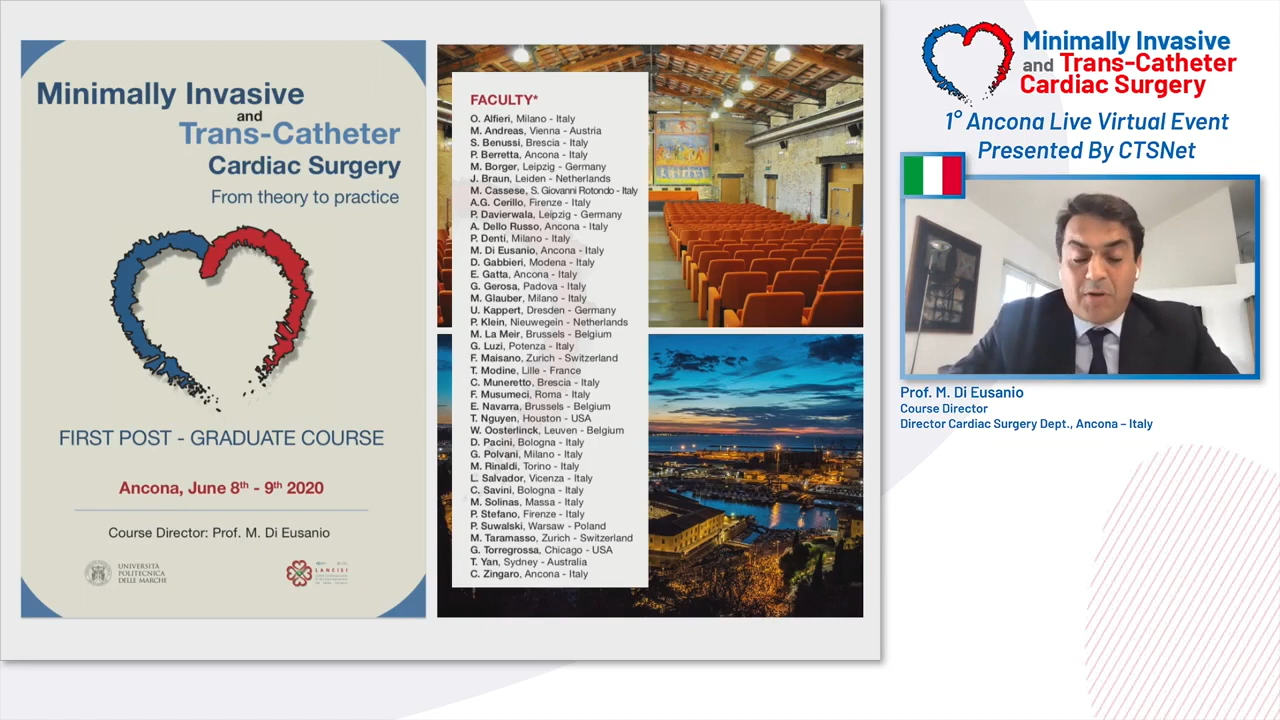 Minimally Invasive
and
Trans-Catheter
Cardiac Surgery
From theory to practice
FIRST POST - GRADUATE COURSE
Ancona, June 8th - 9th 2020
Course Director: Prof. M. Di Eusanio
UNIVERSITÀ
POLITECNICA
DELLE MARCHE
LANCISI
FACULTY*
O. Alfieri, Milano - Italy
M. Andreas, Vienna - Austria
S. Benussi, Brescia - Italy
P. Berretta, Ancona - Italy
M. Borger, Leipzig - Germany
J. Braun, Leiden - Netherlands
M. Cassese, S. Giovanni Rotondo - Italy
A.G. Cerillo, Firenze - Italy
P. Davierwala, Leipzig - Germany
A. Dello Russo, Ancona - Italy
P. Denti, Milano - Italy
M. Di Eusanio, Ancona - Italy
D. Gabbieri, Modena - Italy
E. Gatta, Ancona - Italy
G. Gerosa, Padova - Italy
M. Glauber, Milano - Italy
U. Kappert, Dresden - Germany
P. Klein, Nieuwegein - Netherlands
M. La Meir, Brussels - Belgium
G. Luzi, Potenza - Italy
F. Maisano, Zurich - Switzerland
T. Modine, Lille - France
C. Muneretto, Brescia - Italy
F. Musumeci, Roma - Italy
E. Navarra, Brussels - Belgium
T. Nguyen, Houston - USA
W. Oosterlinck, Leuven - Belgium
D. Pacini, Bologna - Italy
G. Polvani, Milano - Italy
M. Rinaldi, Torino - Italy
L. Salvador, Vicenza - Italy
C. Savini, Bologna - Italy
M. Solinas, Massa - Italy
P. Stefano, Firenze - Italy
P. Suwalski, Warsaw - Poland
M. Taramasso, Zurich - Switzerland
G. Torregrossa, Chicago - USA
T. Yan, Sydney - Australia
C. Zingaro, Ancona - Italy
Minimally Invasive
and Trans-Catheter
Cardiac Surgery
1° Ancona Live Virtual Event
Presented By CTSNet
Prof. M. Di Eusanio
Course Director
Director Cardiac Surgery Dept., Ancona – Italy